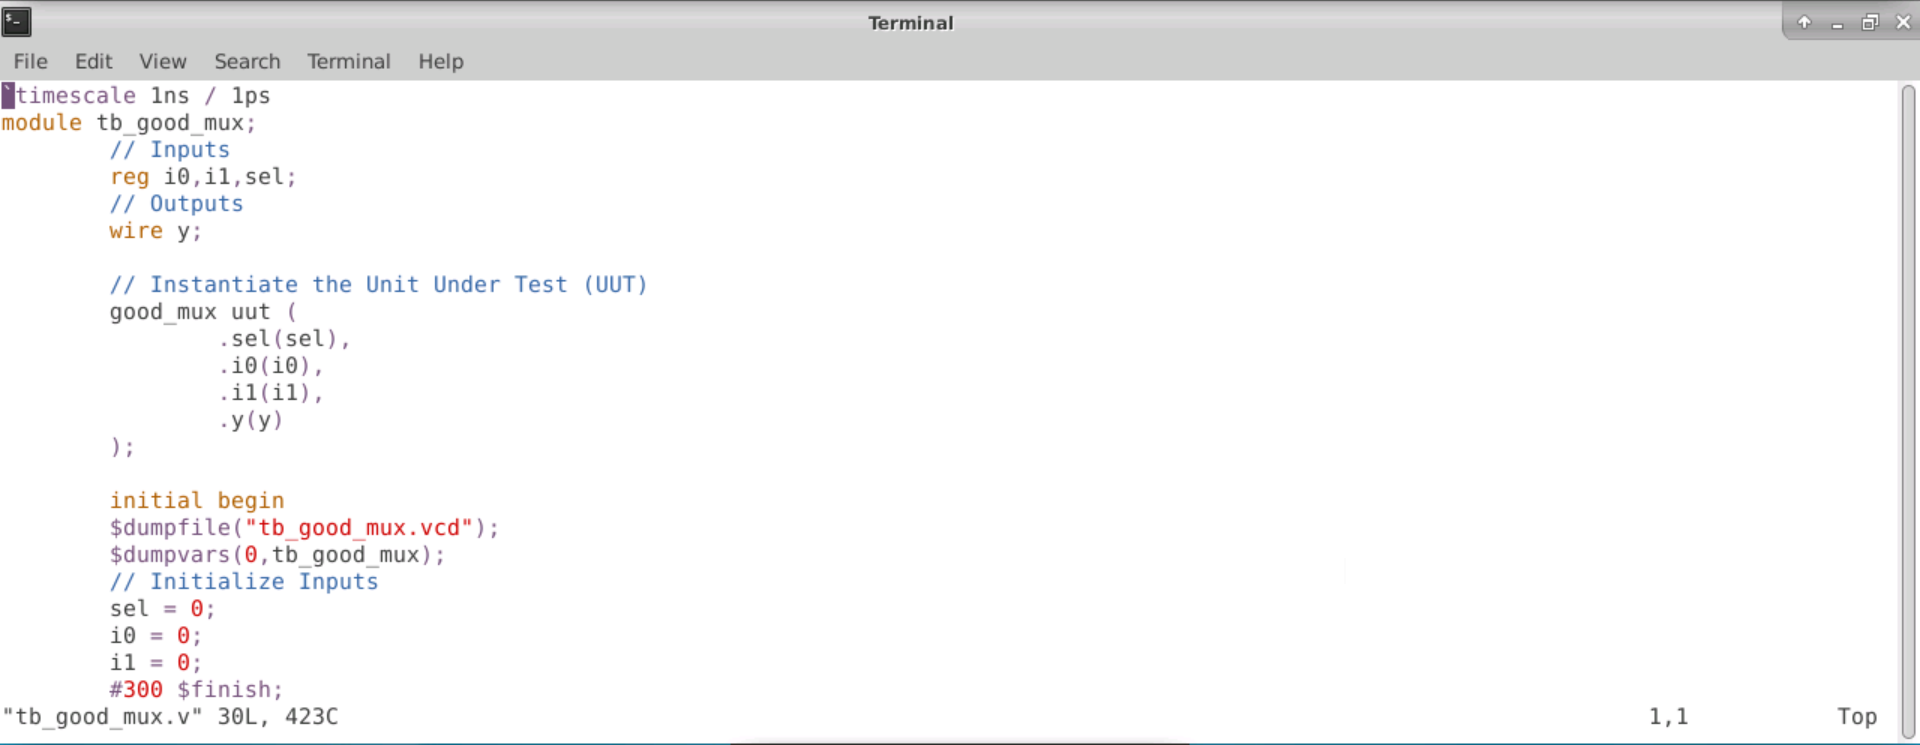 Terminal
File Edit View Search Terminal Help
`timescale 1ns / 1ps
module tb_good_mux;
// Inputs
reg i0,i1,sel;
// Outputs
wire y;
// Instantiate the Unit Under Test (UUT)
good_mux uut (
.sel(sel),
.i0(i0),
.i1(i1),
.y(y)
);
initial begin
$dumpfile("tb_good_mux.vcd");
$dumpvars(0,tb_good_mux);
// Initialize Inputs
sel = 0;
i0 = 0;
i1 = 0;
#300 $finish;
"tb_good_mux.v" 30L, 423C 1,1 Top